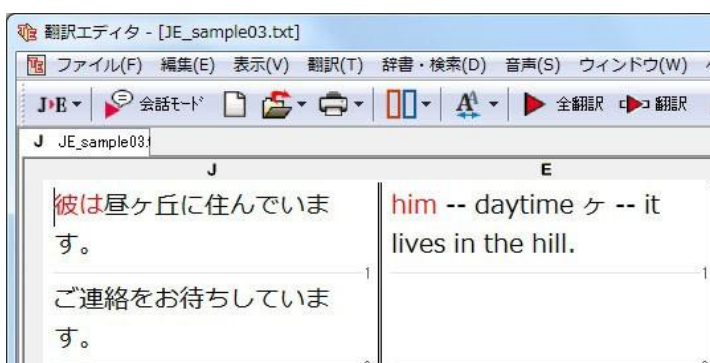 翻訳エディタ - [JE_sample03.txt]
ファイル(F) 編集(E) 表示(V) 翻訳(T) 辞書・検索(D) 音声(S) ウィンドウ(W)
J▸E 会話モード 全翻訳 翻訳
J JE_sample03.
J E
彼は昼ヶ丘に住んでいま
す。
him -- daytime ヶ -- it
lives in the hill.
1 1
ご連絡をお待ちしていま
す。